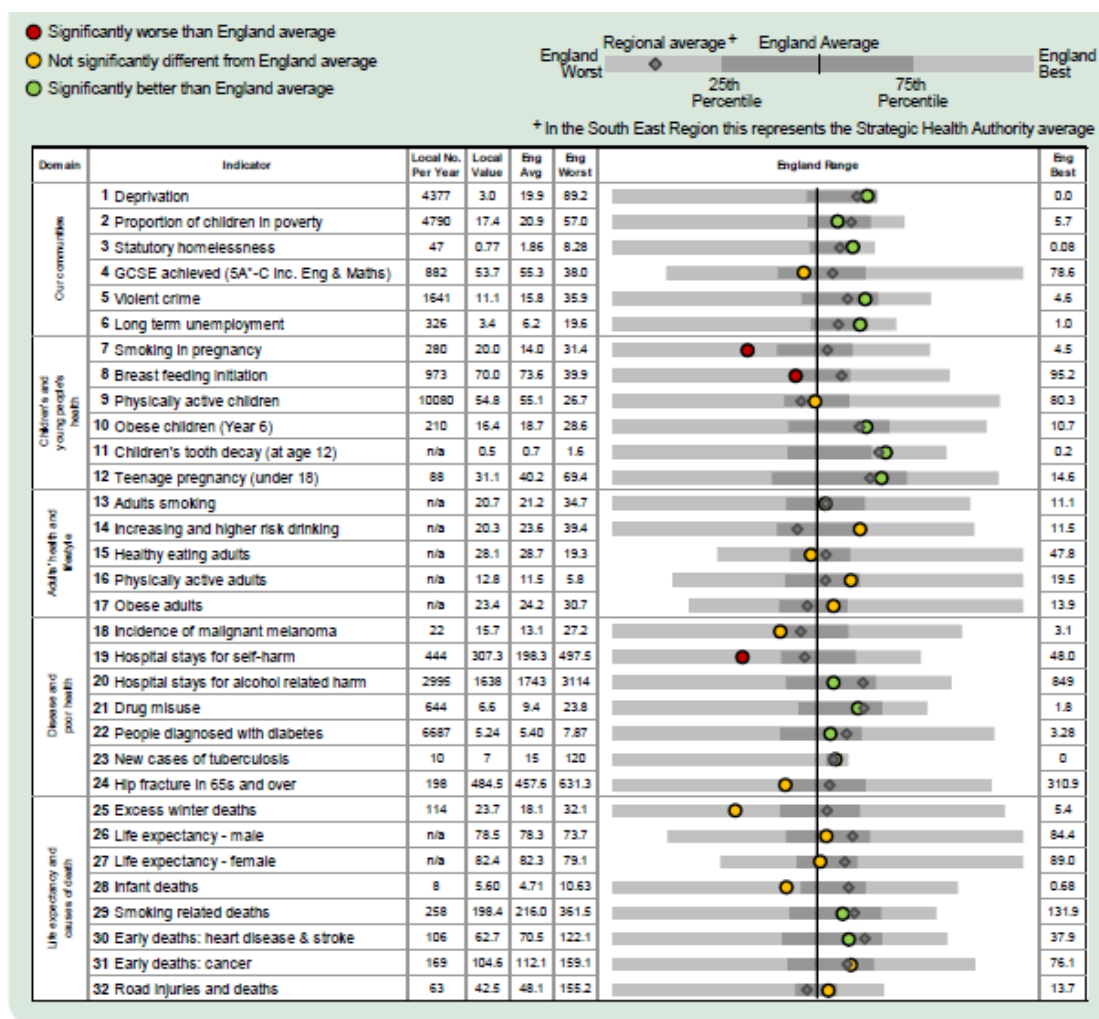 Significantly worse than England average
Not significantly different from England average
Significantly better than England average
Regional average+ England Average
England Worst
England Best
25th Percentile
75th Percentile
+ In the South East Region this represents the Strategic Health Authority average
Domain Indicator Local No. Per Year Local Value Eng Avg Eng Worst England Range Eng Best
Our communities
1 Deprivation 4377 3.0 19.9 89.2 0.0
2 Proportion of children in poverty 4790 17.4 20.9 57.0 5.7
3 Statutory homelessness 47 0.77 1.86 8.28 0.08
4 GCSE achieved (5A*-C inc. Eng & Maths) 882 53.7 55.3 38.0 78.6
5 Violent crime 1641 11.1 15.8 35.9 4.6
6 Long term unemployment 326 3.4 6.2 19.6 1.0
Children's and young people's health
7 Smoking in pregnancy 280 20.0 14.0 31.4 4.5
8 Breast feeding initiation 973 70.0 73.6 39.9 95.2
9 Physically active children 10080 54.8 55.1 26.7 80.3
10 Obese children (Year 6) 210 16.4 18.7 28.6 10.7
11 Children's tooth decay (at age 12) n/a 0.5 0.7 1.6 0.2
12 Teenage pregnancy (under 18) 88 31.1 40.2 69.4 14.6
Adults' health and lifestyle
13 Adults smoking n/a 20.7 21.2 34.7 11.1
14 Increasing and higher risk drinking n/a 20.3 23.6 39.4 11.5
15 Healthy eating adults n/a 28.1 28.7 19.3 47.8
16 Physically active adults n/a 12.8 11.5 5.8 19.5
17 Obese adults n/a 23.4 24.2 30.7 13.9
Disease and poor health
18 Incidence of malignant melanoma 22 15.7 13.1 27.2 3.1
19 Hospital stays for self-harm 444 307.3 198.3 497.5 48.0
20 Hospital stays for alcohol related harm 2995 1638 1743 3114 849
21 Drug misuse 644 6.6 9.4 23.8 1.8
22 People diagnosed with diabetes 6687 5.24 5.40 7.87 3.28
23 New cases of tuberculosis 10 7 15 120 0
24 Hip fracture in 65s and over 198 484.5 457.6 631.3 310.9
Life expectancy and causes of death
25 Excess winter deaths 114 23.7 18.1 32.1 5.4
26 Life expectancy - male n/a 78.5 78.3 73.7 84.4
27 Life expectancy - female n/a 82.4 82.3 79.1 89.0
28 Infant deaths 8 5.60 4.71 10.63 0.68
29 Smoking related deaths 258 198.4 216.0 361.5 131.9
30 Early deaths: heart disease & stroke 106 62.7 70.5 122.1 37.9
31 Early deaths: cancer 169 104.6 112.1 159.1 76.1
32 Road injuries and deaths 63 42.5 48.1 155.2 13.7